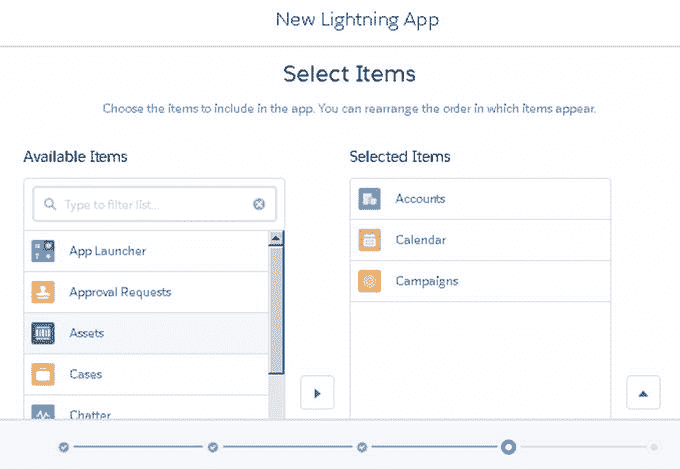 New Lightning App
Select Items
Choose the items to include in the app. You can rearrange the order in which items appear.
Available Items
Type to filter list...
App Launcher
Approval Requests
Assets
Cases
Chatter
Selected Items
Accounts
Calendar
Campaigns